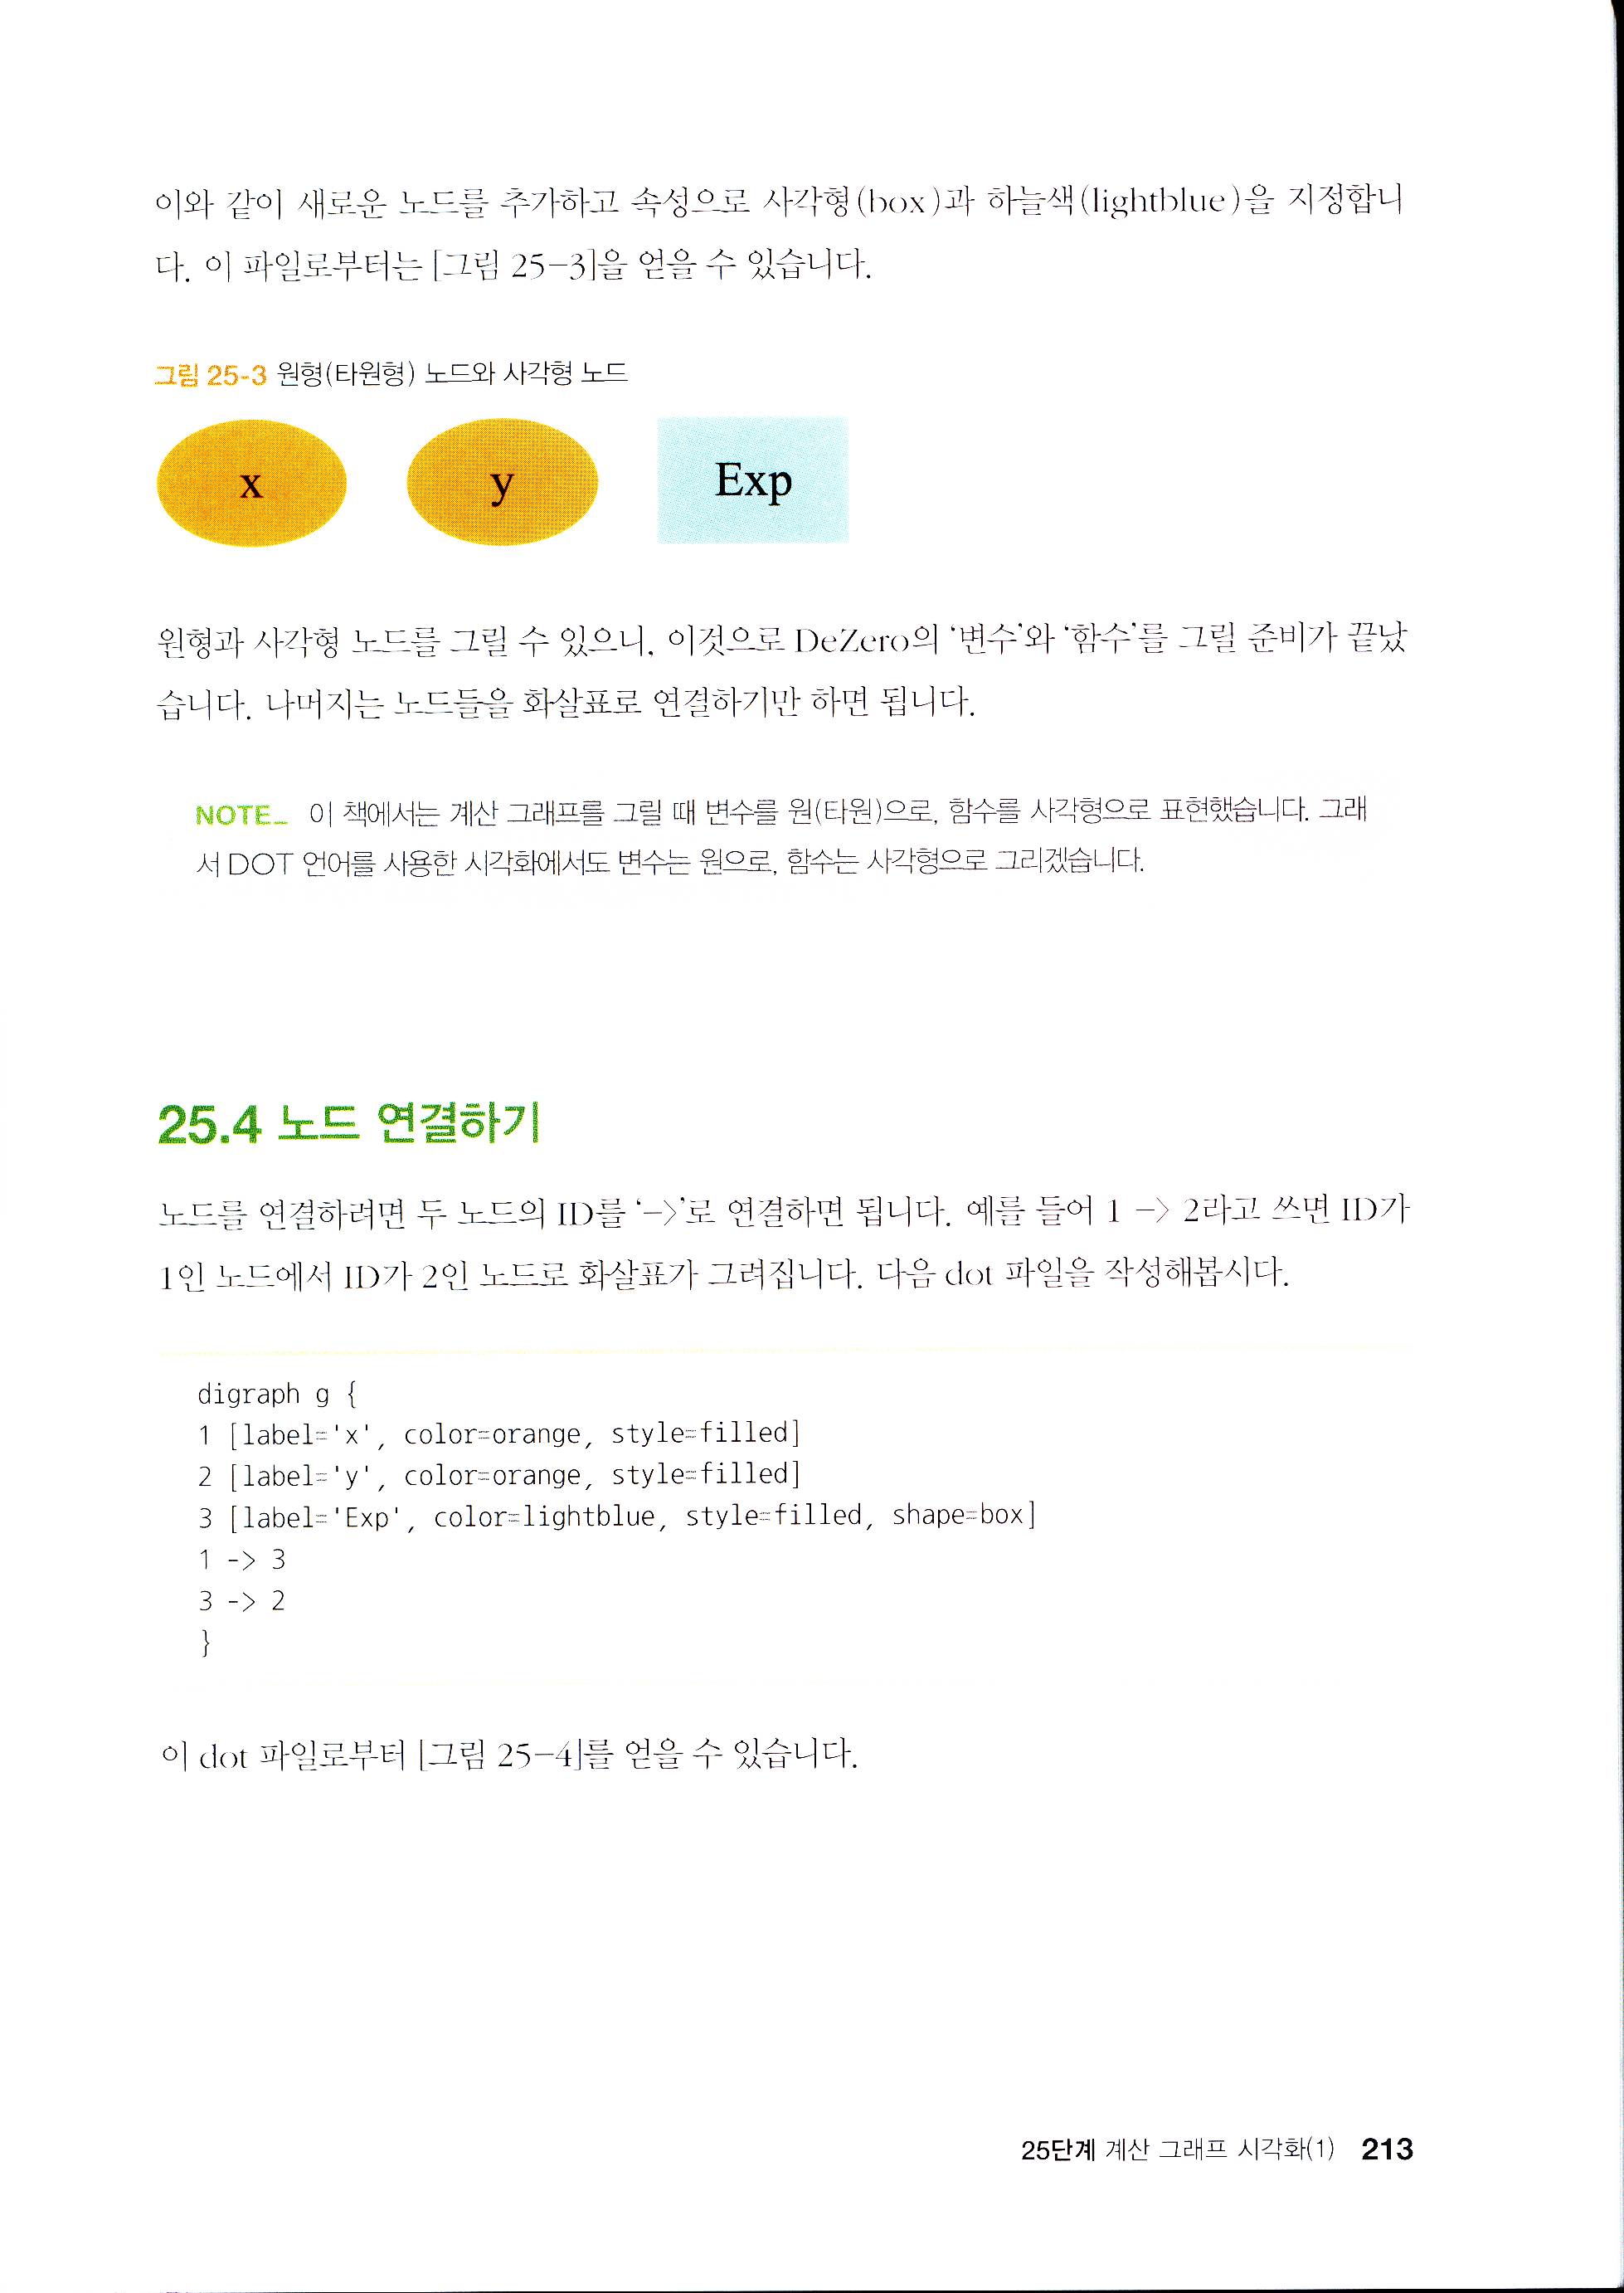 이와 같이 새로운 노드를 추가하고 속성으로 사각형(box)과 하늘색(lightblue)을 지정합니
다. 이 파일로부터는 [그림 25-3]을 얻을 수 있습니다.
그림 25-3 원형(타원형) 노드와 사각형 노드
x y Exp
원형과 사각형 노드를 그릴 수 있으니, 이것으로 DeZero의 ‘변수’와 ‘함수’를 그릴 준비가 끝났
습니다. 나머지는 노드들을 화살표로 연결하기만 하면 됩니다.
NOTE_ 이 책에서는 계산 그래프를 그릴 때 변수를 원(타원)으로, 함수를 사각형으로 표현했습니다. 그래
서 DOT 언어를 사용한 시각화에서도 변수는 원으로, 함수는 사각형으로 그리겠습니다.
25.4 노드 연결하기
노드를 연결하려면 두 노드의 ID를 ‘->’로 연결하면 됩니다. 예를 들어 1 -> 2라고 쓰면 ID가
1인 노드에서 ID가 2인 노드로 화살표가 그려집니다. 다음 dot 파일을 작성해봅시다.
digraph g {
1 [label='x', color=orange, style=filled]
2 [label='y', color=orange, style=filled]
3 [label='Exp', color=lightblue, style=filled, shape=box]
1 -> 3
3 -> 2
}
이 dot 파일로부터 [그림 25-4]를 얻을 수 있습니다.
25단계 계산 그래프 시각화(1) 213